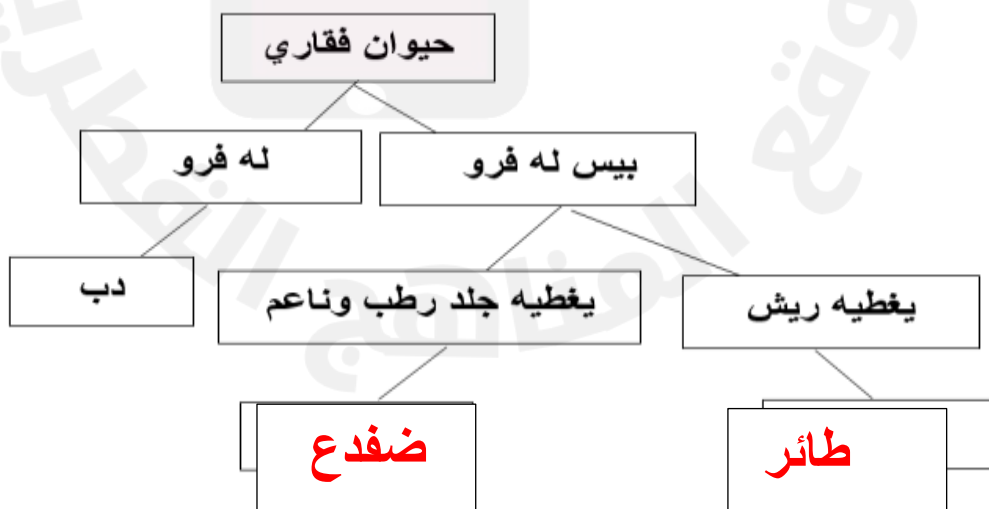 حيوان فقاري
بيس له فرو
له فرو
يغطيه ريش
يغطيه جلد رطب وناعم
دب
طائر
ضفدع